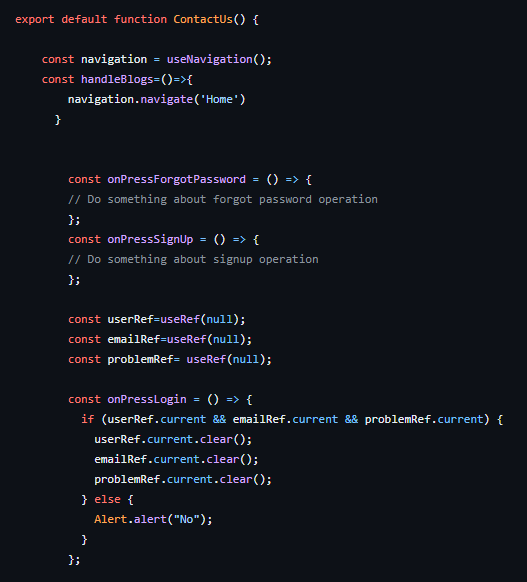 export default function ContactUs() {
const navigation = useNavigation();
const handleBlogs=()=>{
navigation.navigate('Home')
}
const onPressForgotPassword = () => {
// Do something about forgot password operation
};
const onPressSignUp = () => {
// Do something about signup operation
};
const userRef=useRef(null);
const emailRef=useRef(null);
const problemRef= useRef(null);
const onPressLogin = () => {
if (userRef.current && emailRef.current && problemRef.current) {
userRef.current.clear();
emailRef.current.clear();
problemRef.current.clear();
} else {
Alert.alert("No");
}
};